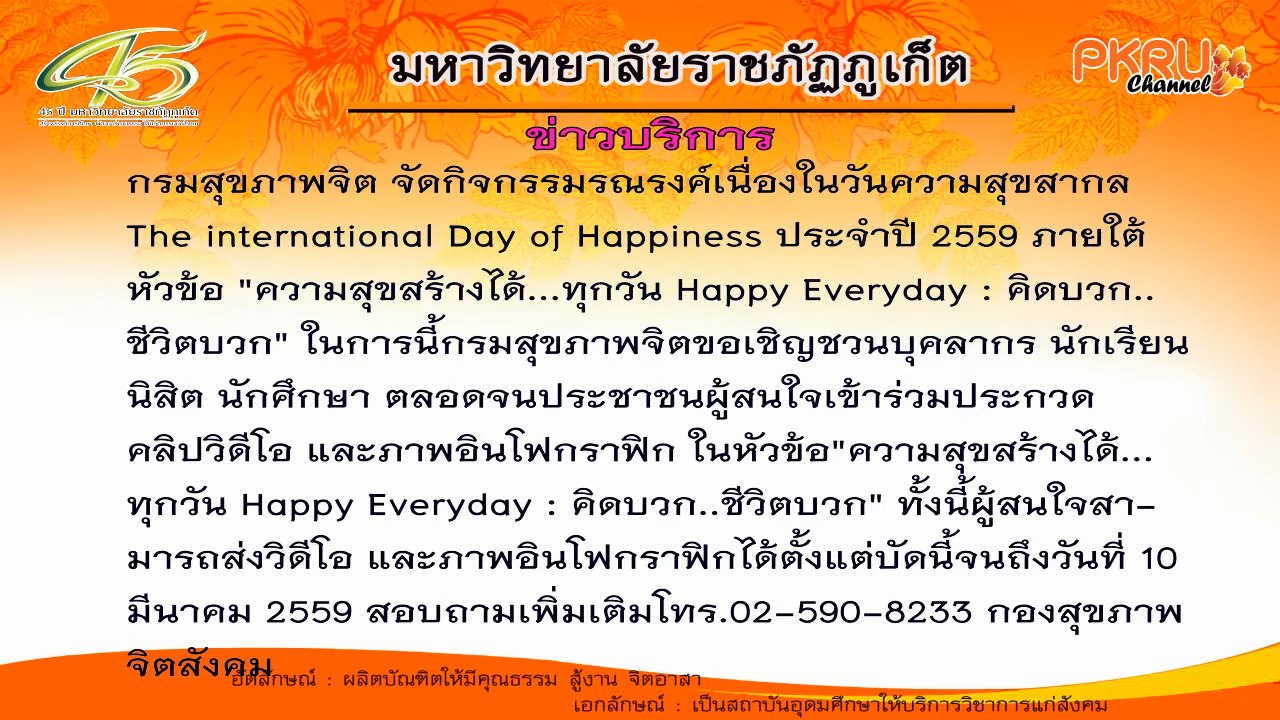 45
45 ปี มหาวิทยาลัยราชภัฏภูเก็ต
มหาวิทยาลัยราชภัฏภูเก็ต
PKRU
Channel
ข่าวบริการ
กรมสุขภาพจิต จัดกิจกรรมรณรงค์เนื่องในวันความสุขสากล
The international Day of Happiness ประจำปี 2559 ภายใต้
หัวข้อ "ความสุขสร้างได้...ทุกวัน Happy Everyday : คิดบวก..
ชีวิตบวก" ในการนี้กรมสุขภาพจิตขอเชิญชวนบุคลากร นักเรียน
นิสิต นักศึกษา ตลอดจนประชาชนผู้สนใจเข้าร่วมประกวด
คลิปวิดีโอ และภาพอินโฟกราฟิก ในหัวข้อ"ความสุขสร้างได้...
ทุกวัน Happy Everyday : คิดบวก..ชีวิตบวก" ทั้งนี้ผู้สนใจสา-
มารถส่งวิดีโอ และภาพอินโฟกราฟิกได้ตั้งแต่บัดนี้จนถึงวันที่ 10
มีนาคม 2559 สอบถามเพิ่มเติมโทร.02-590-8233 กองสุขภาพ
จิตสังคม
อัตลักษณ์ : ผลิตบัณฑิตให้มีคุณธรรม สู้งาน จิตอาสา
เอกลักษณ์ : เป็นสถาบันอุดมศึกษาให้บริการวิชาการแก่สังคม